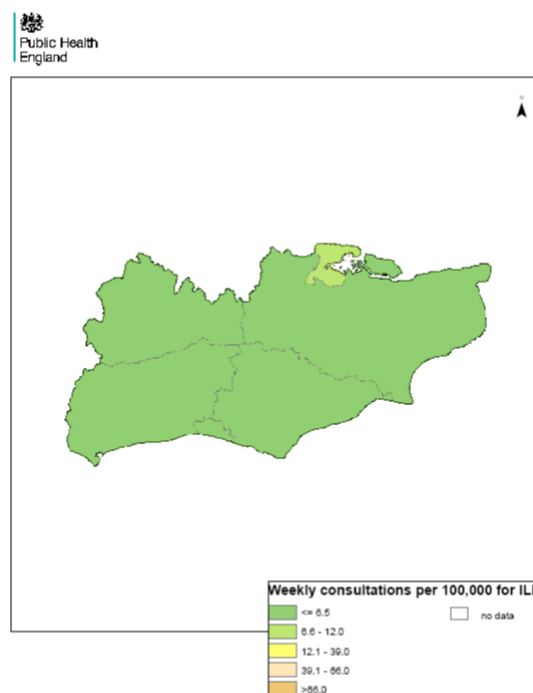 Public Health
England
Weekly consultations per 100,000 for ILI
<= 6.5
6.6 - 12.0
12.1 - 39.0
39.1 - 66.0
>66.0
no data